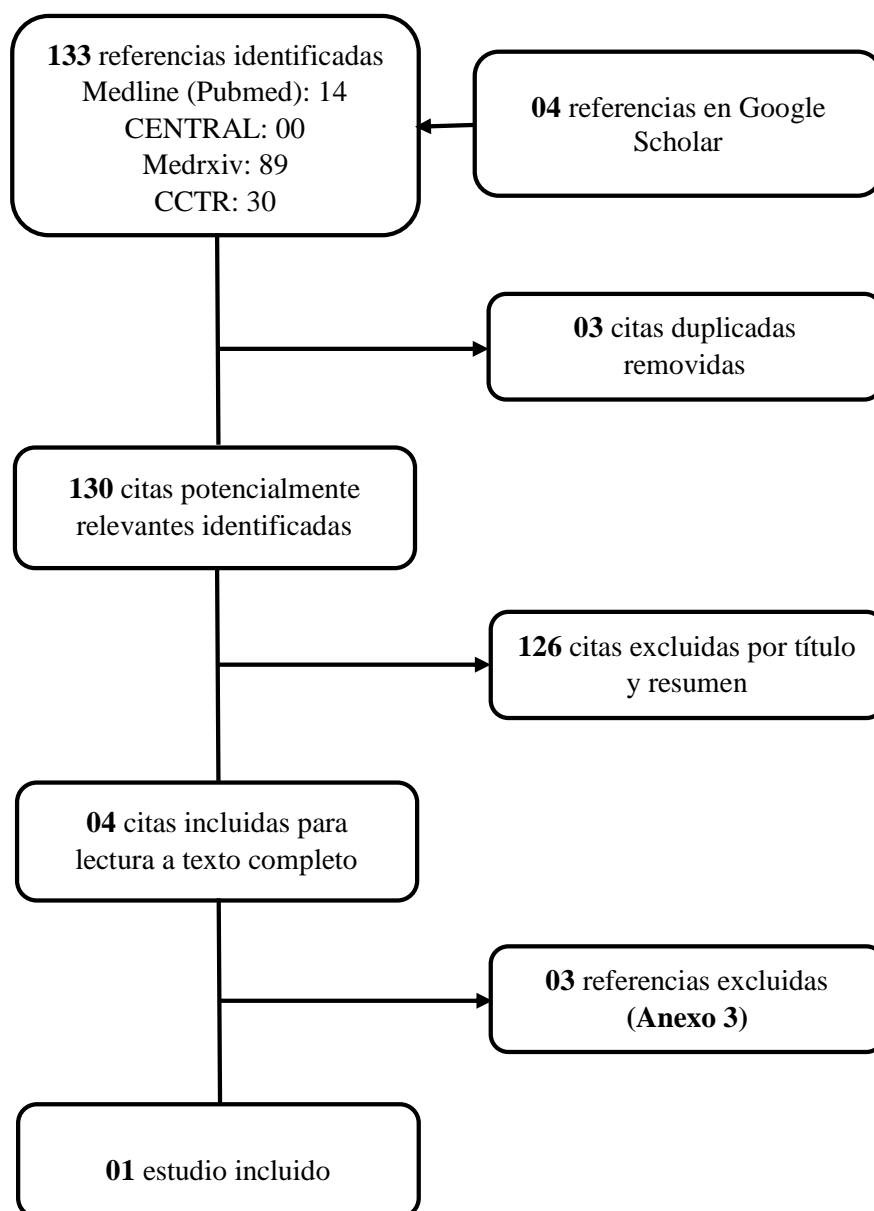 133 referencias identificadas
Medline (Pubmed): 14
CENTRAL: 00
Medrxiv: 89
CCTR: 30
04 referencias en Google
Scholar
03 citas duplicadas
removidas
130 citas potencialmente
relevantes identificadas
126 citas excluidas por título
y resumen
04 citas incluidas para
lectura a texto completo
03 referencias excluidas
(Anexo 3)
01 estudio incluido